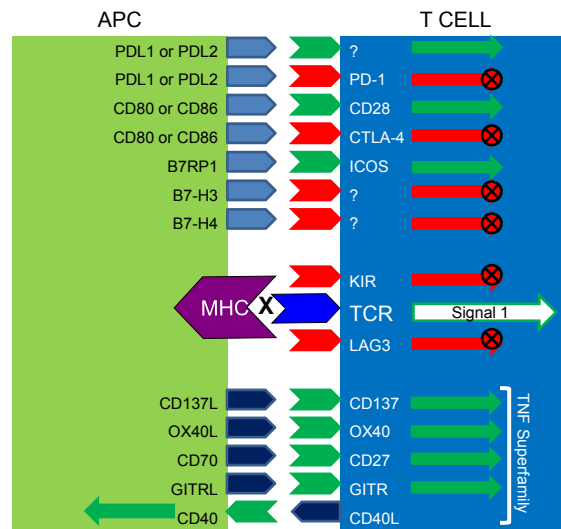 APC T CELL
PDL1 or PDL2 ?
PDL1 or PDL2 PD-1
CD80 or CD86 CD28
CD80 or CD86 CTLA-4
B7RP1 ICOS
B7-H3 ?
B7-H4 ?
KIR
MHC X TCR Signal 1
LAG3
CD137L CD137
OX40L OX40
CD70 CD27
GITRL GITR
CD40 CD40L
TNF Superfamily